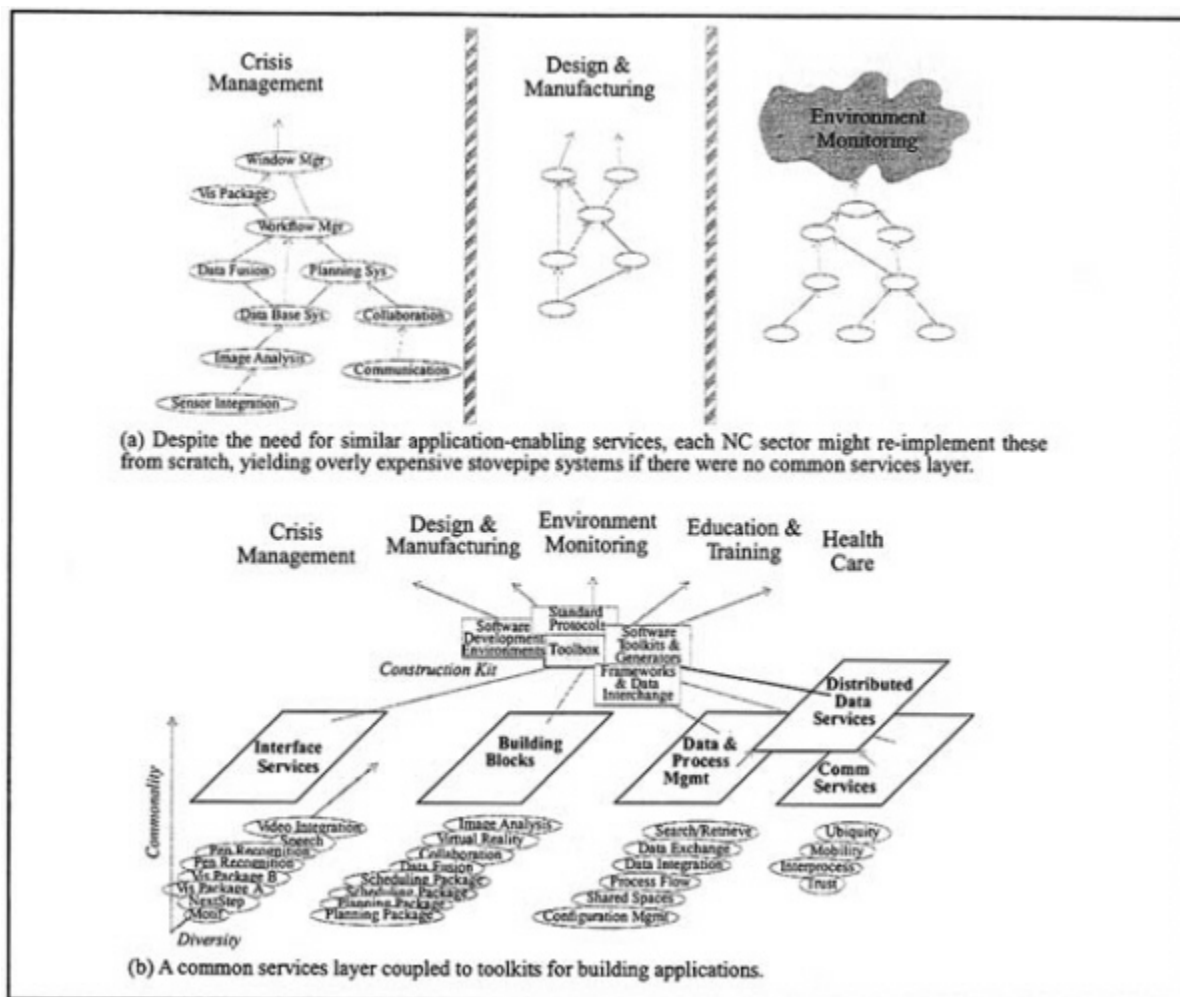 Crisis
Management
Design &
Manufacturing
Environment
Monitoring
Window Mgr
Vis Package
Workflow Mgr
Data Fusion
Planning Sys
Data Base Sys
Collaboration
Image Analysis
Communication
Sensor Integration
(a) Despite the need for similar application-enabling services, each NC sector might re-implement these
from scratch, yielding overly expensive stovepipe systems if there were no common services layer.
Crisis
Management
Design &
Manufacturing
Environment
Monitoring
Education &
Training
Health
Care
Standard
Protocols
Software
Development
Environments
Toolbox
Software
Toolkits &
Generators
Construction Kit
Frameworks
& Data
Interchange
Distributed
Data
Services
Interface
Services
Building
Blocks
Data &
Process
Mgmt
Comm
Services
Commonality
Video Integration
Speech
Pen Recognition
Pen Recognition
Vis Package B
Vis Package A
NextStep
Motif
Diversity
Image Analysis
Virtual Reality
Collaboration
Data Fusion
Scheduling Package
Scheduling Package
Planning Package
Planning Package
Search/Retrieve
Data Exchange
Data Integration
Process Flow
Shared Spaces
Configuration Mgmt
Ubiquity
Mobility
Interprocess
Trust
(b) A common services layer coupled to toolkits for building applications.